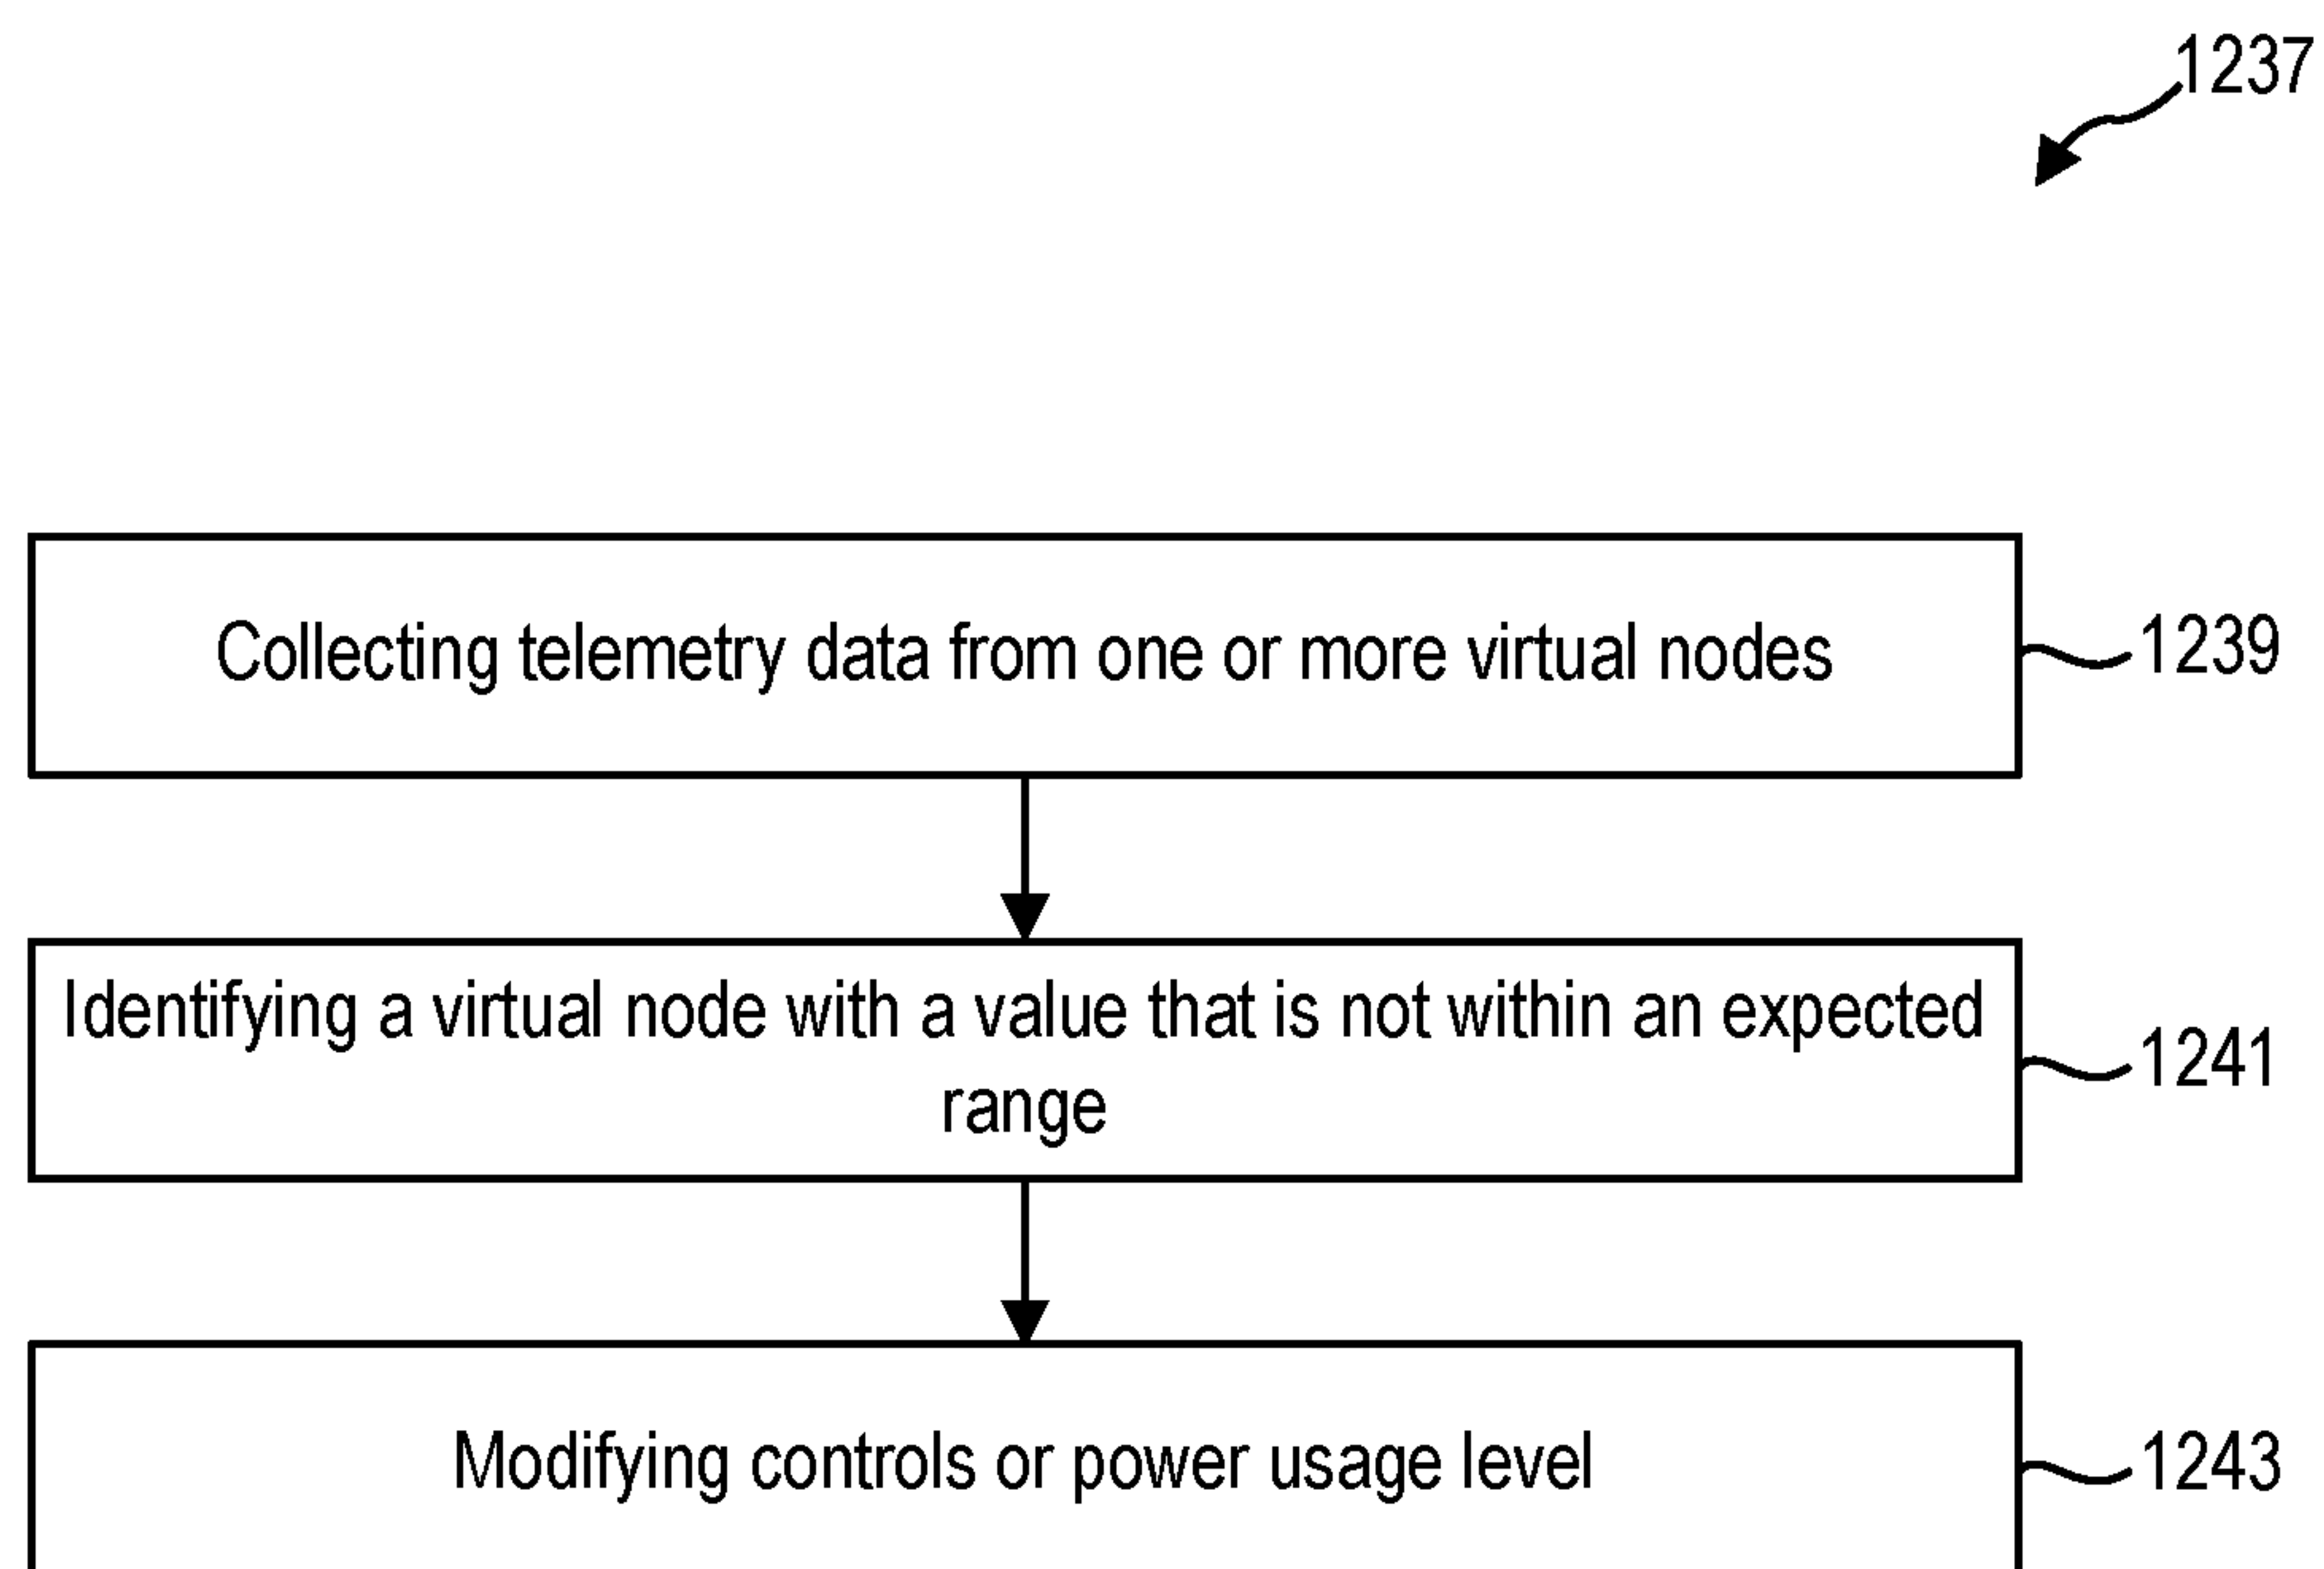 1237
Collecting telemetry data from one or more virtual nodes
1239
Identifying a virtual node with a value that is not within an expected
range
1241
Modifying controls or power usage level
1243